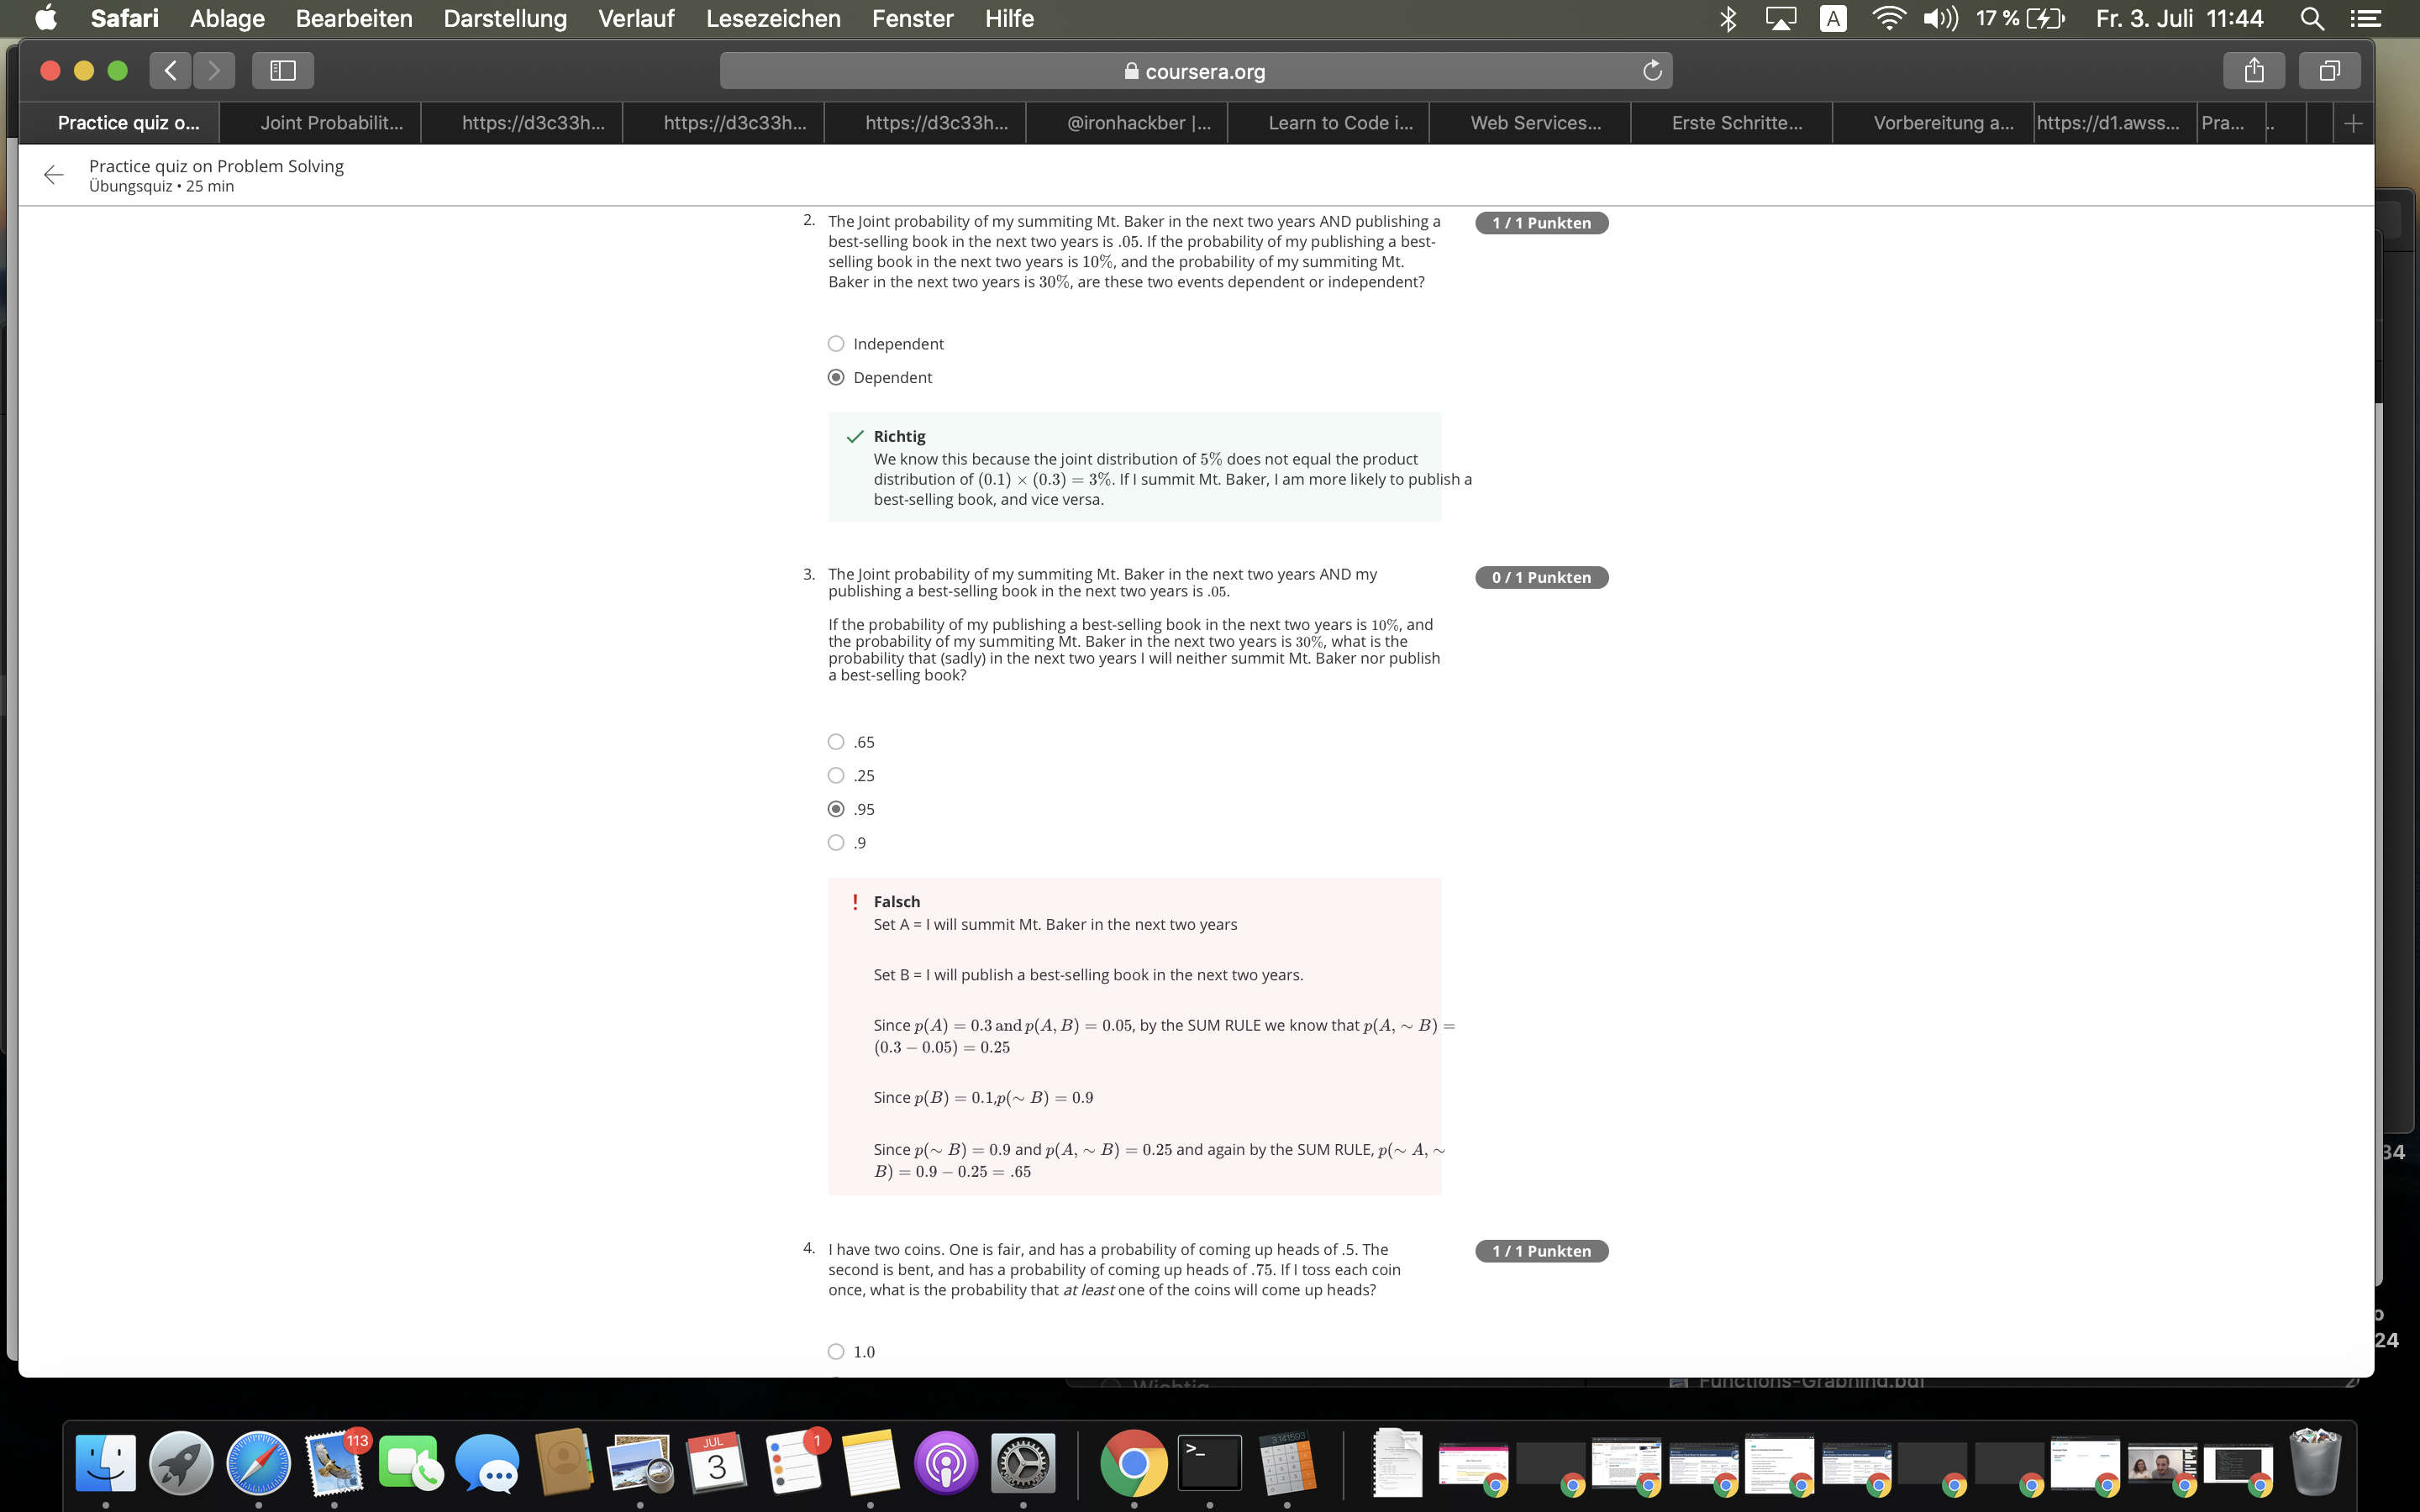 Safari Ablage Bearbeiten Darstellung Verlauf Lesezeichen Fenster Hilfe A 17 % Fr. 3. Juli 11:44
coursera.org
Practice quiz o... Joint Probabilit... https://d3c33h... https://d3c33h... https://d3c33h... @ironhackber |... Learn to Code i... Web Services... Erste Schritte... Vorbereitung a... https://d1.awss... Pra... ..
Practice quiz on Problem Solving
Übungsquiz • 25 min
2. The Joint probability of my summiting Mt. Baker in the next two years AND publishing a 1 / 1 Punkten
best-selling book in the next two years is .05. If the probability of my publishing a best-
selling book in the next two years is 10%, and the probability of my summiting Mt.
Baker in the next two years is 30%, are these two events dependent or independent?
Independent
Dependent
Richtig
We know this because the joint distribution of 5% does not equal the product
distribution of (0.1) × (0.3) = 3%. If I summit Mt. Baker, I am more likely to publish a
best-selling book, and vice versa.
3. The Joint probability of my summiting Mt. Baker in the next two years AND my 0 / 1 Punkten
publishing a best-selling book in the next two years is .05.
If the probability of my publishing a best-selling book in the next two years is 10%, and
the probability of my summiting Mt. Baker in the next two years is 30%, what is the
probability that (sadly) in the next two years I will neither summit Mt. Baker nor publish
a best-selling book?
.65
.25
.95
.9
! Falsch
Set A = I will summit Mt. Baker in the next two years
Set B = I will publish a best-selling book in the next two years.
Since p(A) = 0.3 and p(A, B) = 0.05, by the SUM RULE we know that p(A, ∼ B) =
(0.3 − 0.05) = 0.25
Since p(B) = 0.1,p(∼ B) = 0.9
Since p(∼ B) = 0.9 and p(A, ∼ B) = 0.25 and again by the SUM RULE, p(∼ A, ∼
B) = 0.9 − 0.25 = .65
34
4. I have two coins. One is fair, and has a probability of coming up heads of .5. The 1 / 1 Punkten
second is bent, and has a probability of coming up heads of .75. If I toss each coin
once, what is the probability that at least one of the coins will come up heads?
24
1.0
Wichtig Functions-Graphing.pdf
113 JUL 3 1 >_ 3.141593